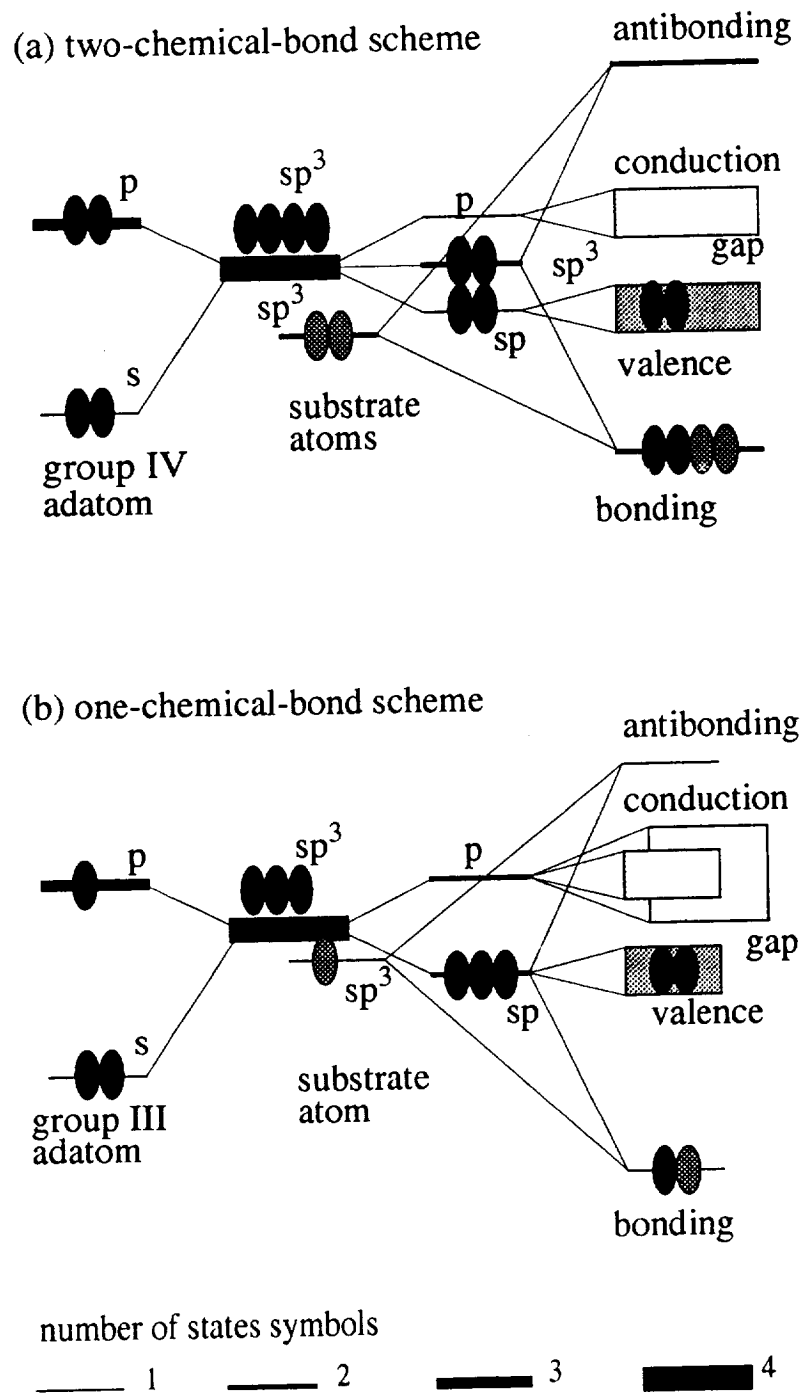 (a) two-chemical-bond scheme
antibonding
p
sp³
conduction
p
gap
sp³
sp³
s
sp
valence
group IV
adatom
substrate
atoms
bonding
(b) one-chemical-bond scheme
antibonding
conduction
p
sp³
p
gap
sp³
sp
valence
s
substrate
atom
group III
adatom
bonding
number of states symbols
1 2 3 4